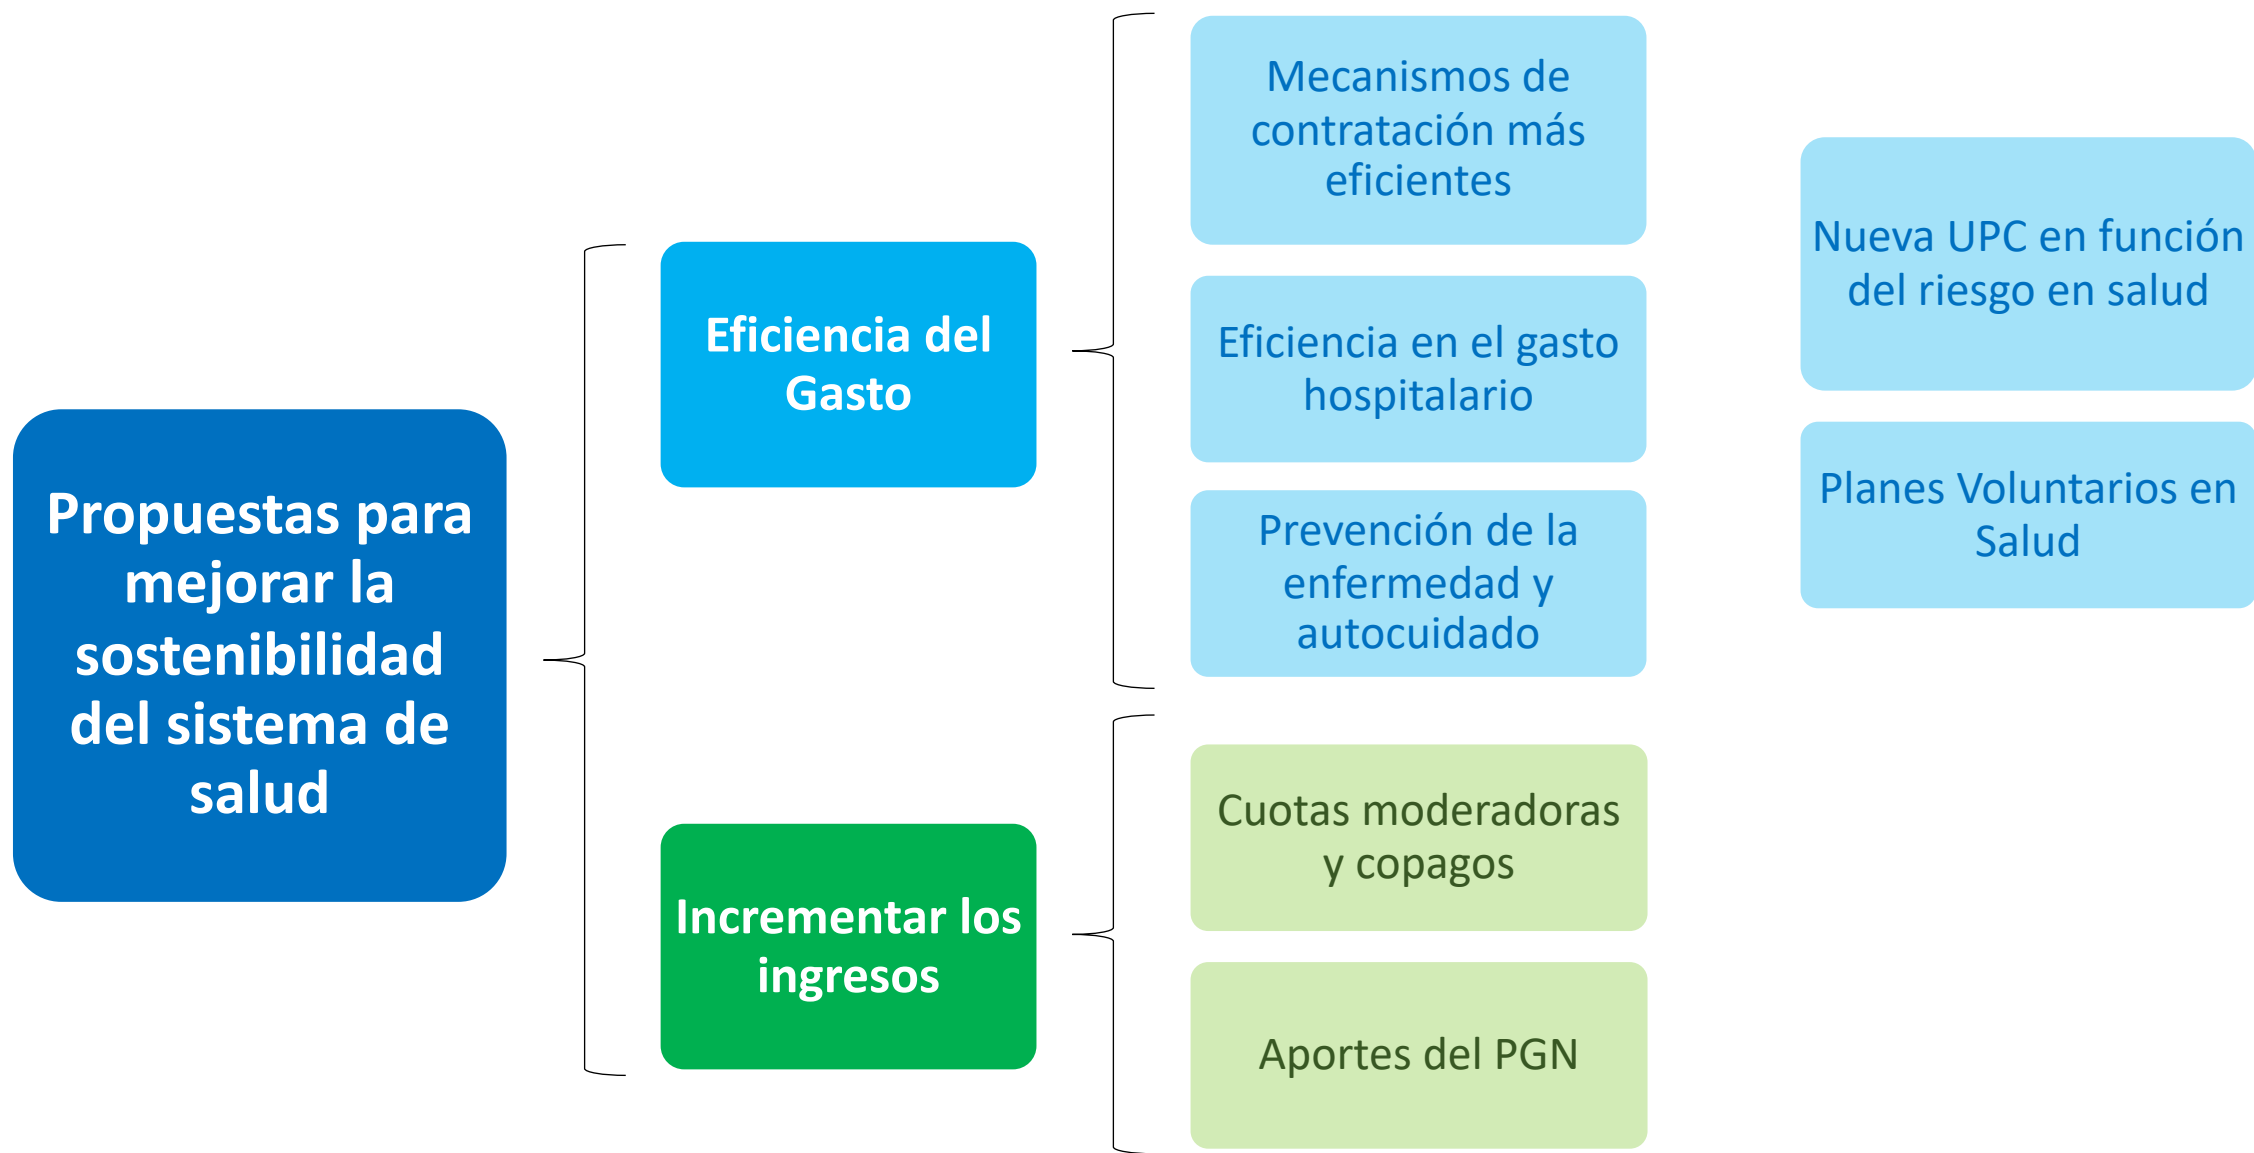 Propuestas para
mejorar la
sostenibilidad
del sistema de
salud
Eficiencia del
Gasto
Mecanismos de
contratación más
eficientes
Eficiencia en el gasto
hospitalario
Prevención de la
enfermedad y
autocuidado
Nueva UPC en función
del riesgo en salud
Planes Voluntarios en
Salud
Incrementar los
ingresos
Cuotas moderadoras
y copagos
Aportes del PGN